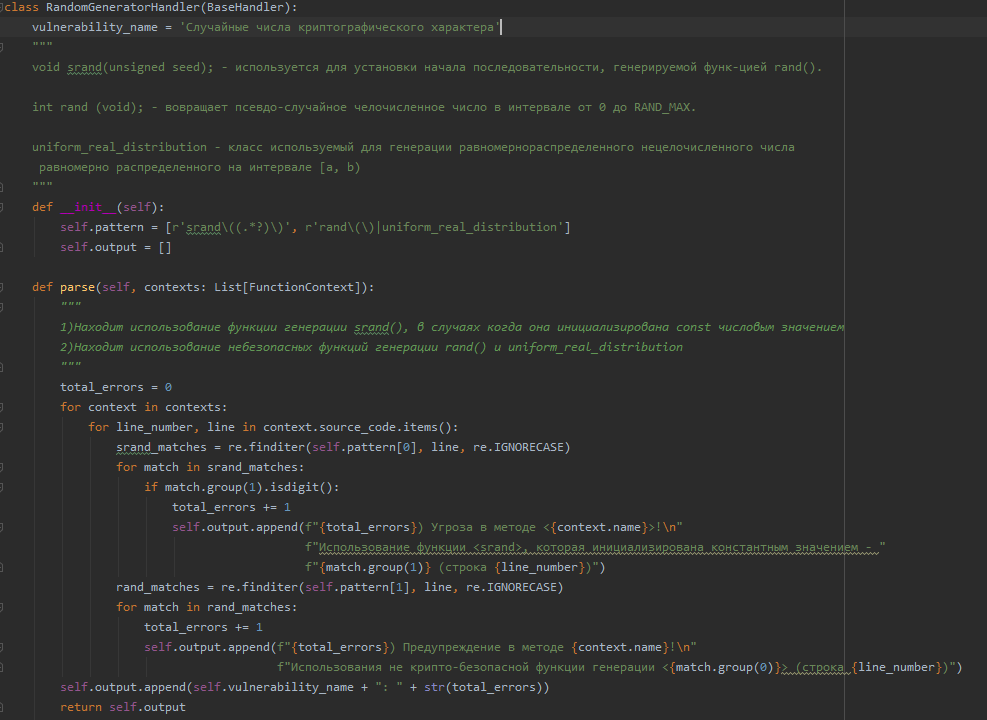 class RandomGeneratorHandler(BaseHandler):
    vulnerability_name = 'Случайные числа криптографического характера'
    """
    void srand(unsigned seed); - используется для установки начала последовательности, генерируемой функ-цией rand().

    int rand (void); - вовращает псевдо-случайное челочисленное число в интервале от 0 до RAND_MAX.

    uniform_real_distribution - класс используемый для генерации равномернораспределенного нецелочисленного числа
     равномерно распределенного на интервале [a, b)
    """
    def __init__(self):
        self.pattern = [r'srand\((.*?)\)', r'rand\(\)|uniform_real_distribution']
        self.output = []

    def parse(self, contexts: List[FunctionContext]):
        """
        1)Находит использование функции генерации srand(), в случаях когда она инициализирована const числовым значением
        2)Находит использование небезопасных функций генерации rand() и uniform_real_distribution
        """
        total_errors = 0
        for context in contexts:
            for line_number, line in context.source_code.items():
                srand_matches = re.finditer(self.pattern[0], line, re.IGNORECASE)
                for match in srand_matches:
                    if match.group(1).isdigit():
                        total_errors += 1
                        self.output.append(f"{total_errors}) Угроза в методе <{context.name}>!\n"
                                           f"Использование функции <srand>, которая инициализирована константным значением - "
                                           f"{match.group(1)} (строка {line_number})")
                rand_matches = re.finditer(self.pattern[1], line, re.IGNORECASE)
                for match in rand_matches:
                    total_errors += 1
                    self.output.append(f"{total_errors}) Предупреждение в методе {context.name}!\n"
                                       f"Использования не крипто-безопасной функции генерации <{match.group(0)}> (строка {line_number})")
        self.output.append(self.vulnerability_name + ": " + str(total_errors))
        return self.output